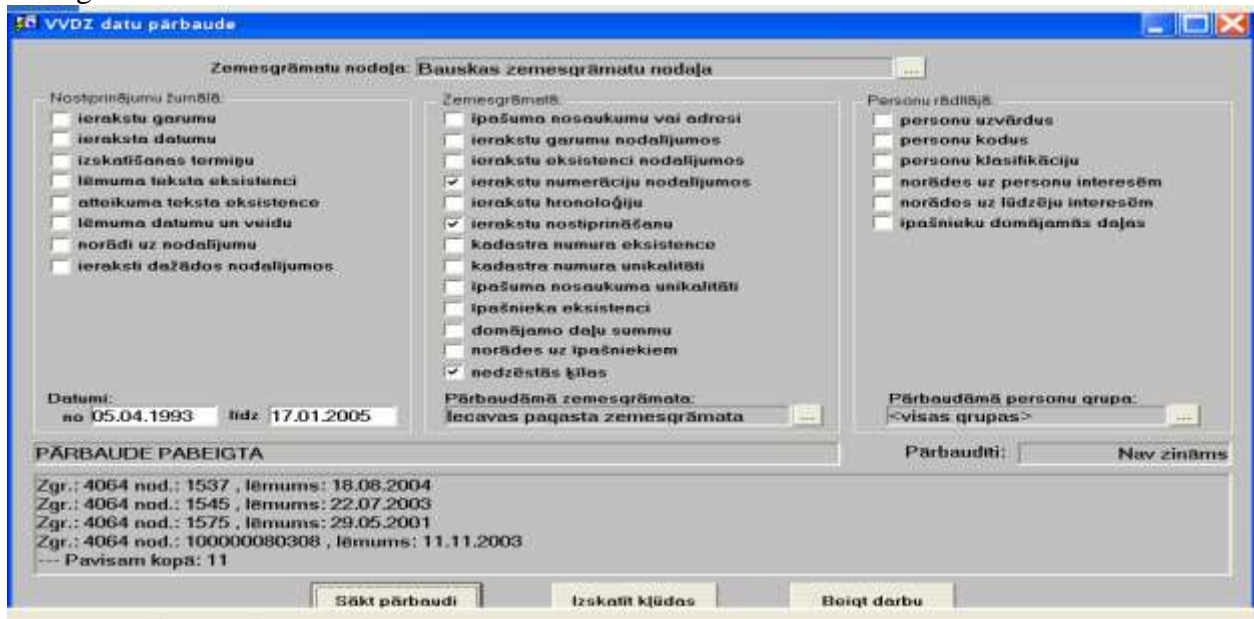 VVDZ datu pārbaude
Zemesgrāmatu nodaļa: Bauskas zemesgrāmatu nodaļa ...
Nostiprinājumu žurnālā:
ierakstu garumu
ieraksta datumu
izskatīšanas termiņu
lēmuma teksta eksistenci
atteikuma teksta eksistence
lēmuma datumu un veidu
norādi uz nodalījumu
ieraksti dažādos nodalījumos
Datumi:
no 05.04.1993 līdz 17.01.2005
Zemesgrāmatā:
īpašuma nosaukumu vai adresi
ierakstu garumu nodalījumos
ierakstu eksistenci nodalījumos
ierakstu numerāciju nodalījumos
ierakstu hronoloģiju
ierakstu nostiprināšanu
kadastra numura eksistence
kadastra numura unikalitāti
īpašuma nosaukuma unikalitāti
īpašnieka eksistenci
domājamo daļu summu
norādes uz īpašniekiem
nedzēstās ķīlas
Pārbaudāmā zemesgrāmata:
Iecavas pagasta zemesgrāmata ...
Personu rādītājā:
personu uzvārdus
personu kodus
personu klasifikāciju
norādes uz personu interesēm
norādes uz lūdzēju interesēm
īpašnieku domājamās daļas
Pārbaudāmā personu grupa:
<visas grupas> ...
PĀRBAUDE PABEIGTA
Pārbaudīti: Nav zināms
Zgr.: 4064 nod.: 1537 , lēmums: 18.08.2004
Zgr.: 4064 nod.: 1545 , lēmums: 22.07.2003
Zgr.: 4064 nod.: 1575 , lēmums: 29.05.2001
Zgr.: 4064 nod.: 100000080308 , lēmums: 11.11.2003
--- Pavisam kopā: 11
Sākt pārbaudi Izskatīt kļūdas Beigt darbu